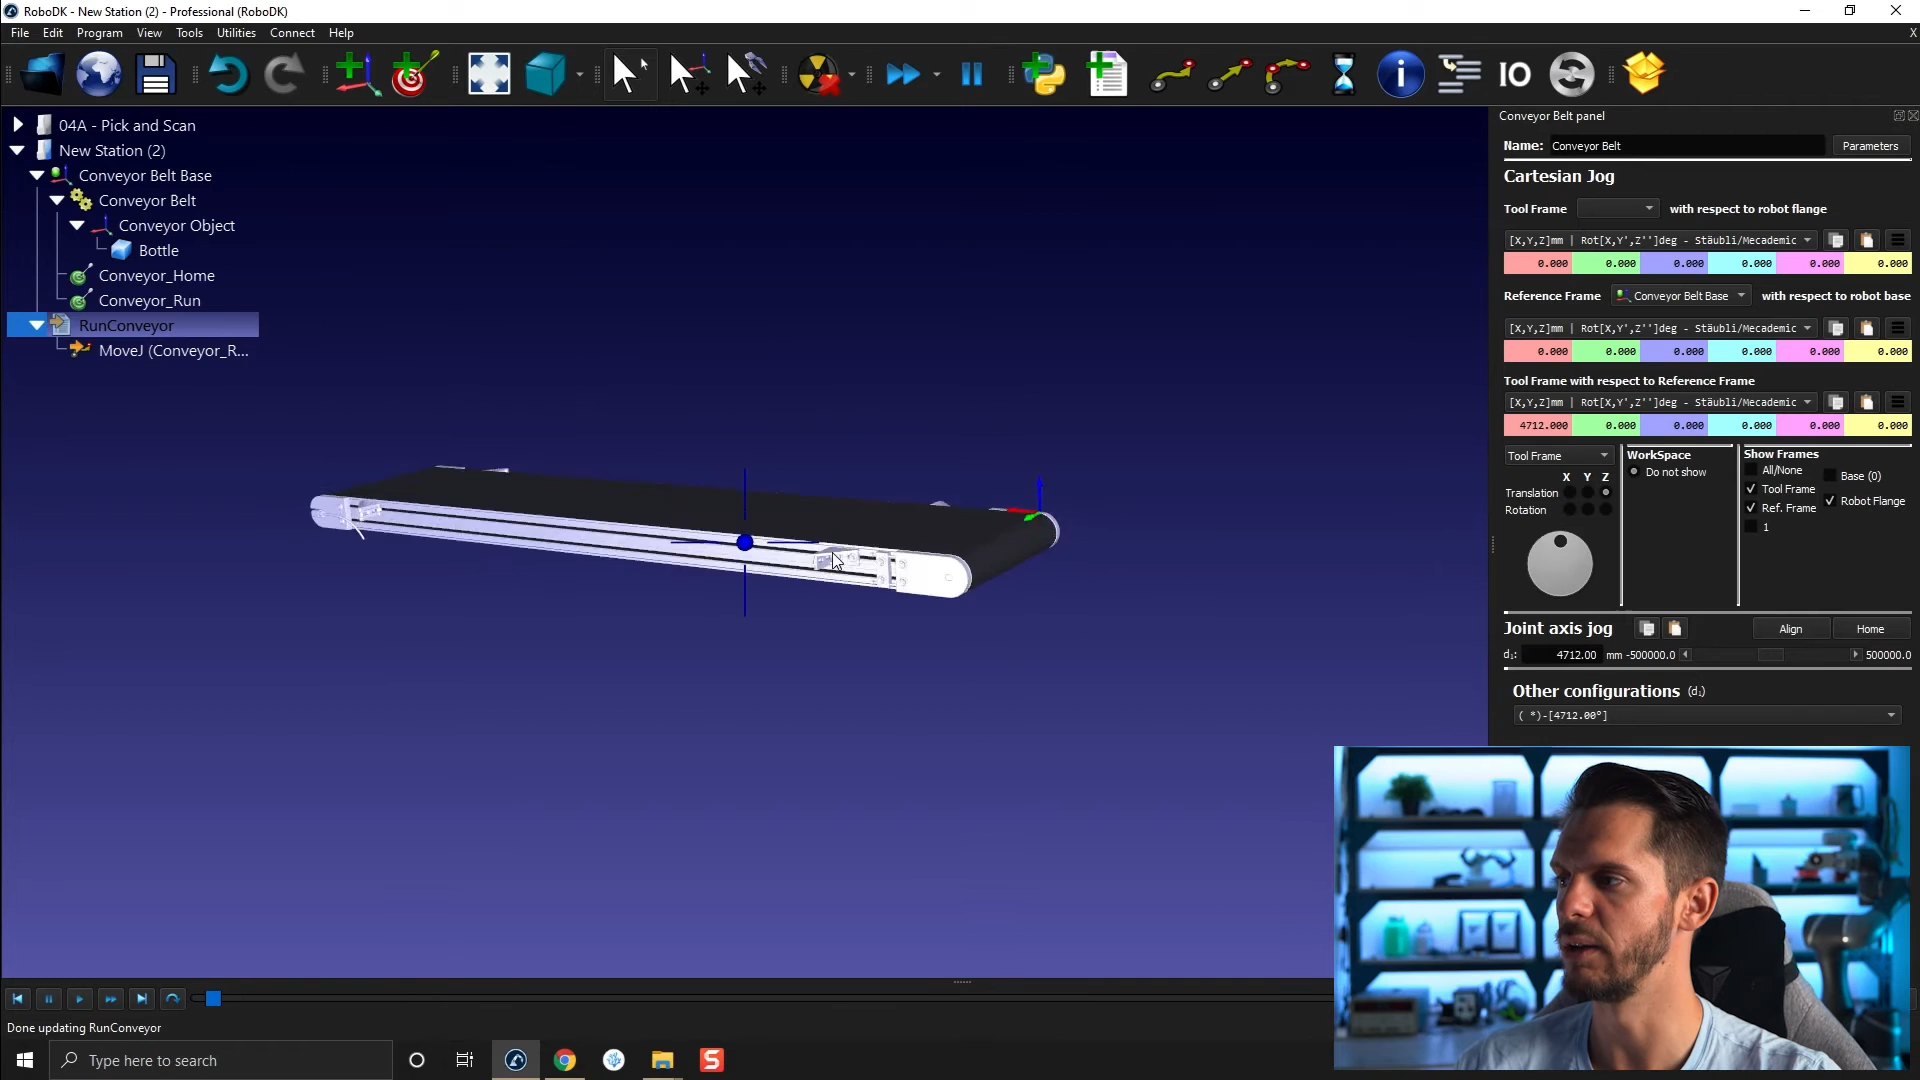 RoboDK - New Station (2) - Professional (RoboDK)
File Edit Program View Tools Utilities Connect Help
X
IO
04A - Pick and Scan
New Station (2)
Conveyor Belt Base
Conveyor Belt
Conveyor Object
Bottle
Conveyor_Home
Conveyor_Run
RunConveyor
MoveJ (Conveyor_R...
Conveyor Belt panel
Name: Conveyor Belt Parameters
Cartesian Jog
Tool Frame with respect to robot flange
[X,Y,Z]mm | Rot[X,Y',Z'']deg - Stäubli/Mecademic
0.000 0.000 0.000 0.000 0.000 0.000
Reference Frame Conveyor Belt Base with respect to robot base
[X,Y,Z]mm | Rot[X,Y',Z'']deg - Stäubli/Mecademic
0.000 0.000 0.000 0.000 0.000 0.000
Tool Frame with respect to Reference Frame
[X,Y,Z]mm | Rot[X,Y',Z'']deg - Stäubli/Mecademic
4712.000 0.000 0.000 0.000 0.000 0.000
Tool Frame
X Y Z
Translation
Rotation
WorkSpace
Do not show
Show Frames
All/None Base (0)
Tool Frame
Robot Flange
Ref. Frame
1
Joint axis jog Align Home
d₁: 4712.00 mm -500000.0 500000.0
Other configurations (d₁)
( *)-[4712.00°]
Done updating RunConveyor
Type here to search
S